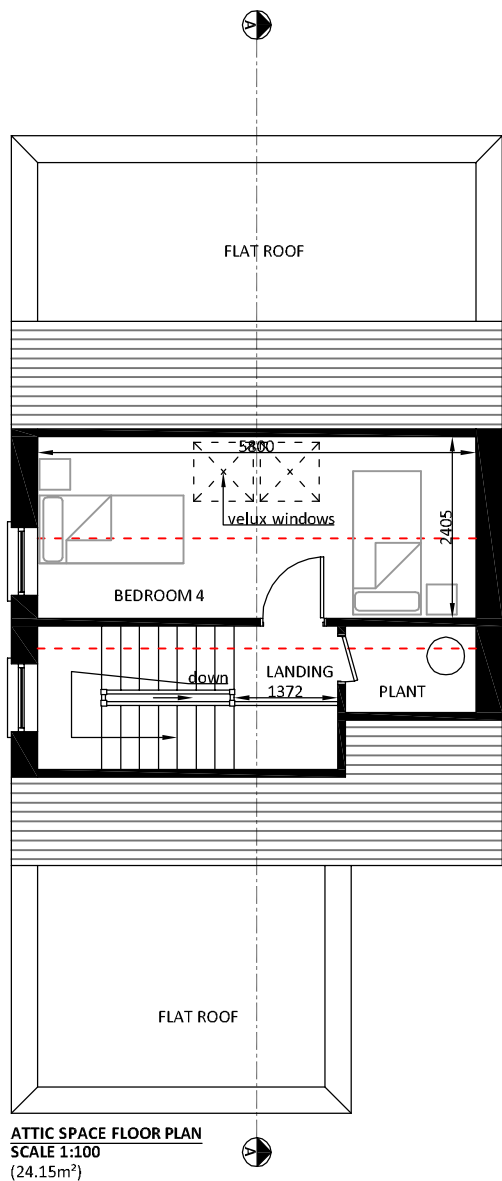 A
FLAT ROOF
5800
velux windows
2405
BEDROOM 4
down
LANDING
1372
PLANT
FLAT ROOF
ATTIC SPACE FLOOR PLAN
SCALE 1:100
(24.15m²)
A